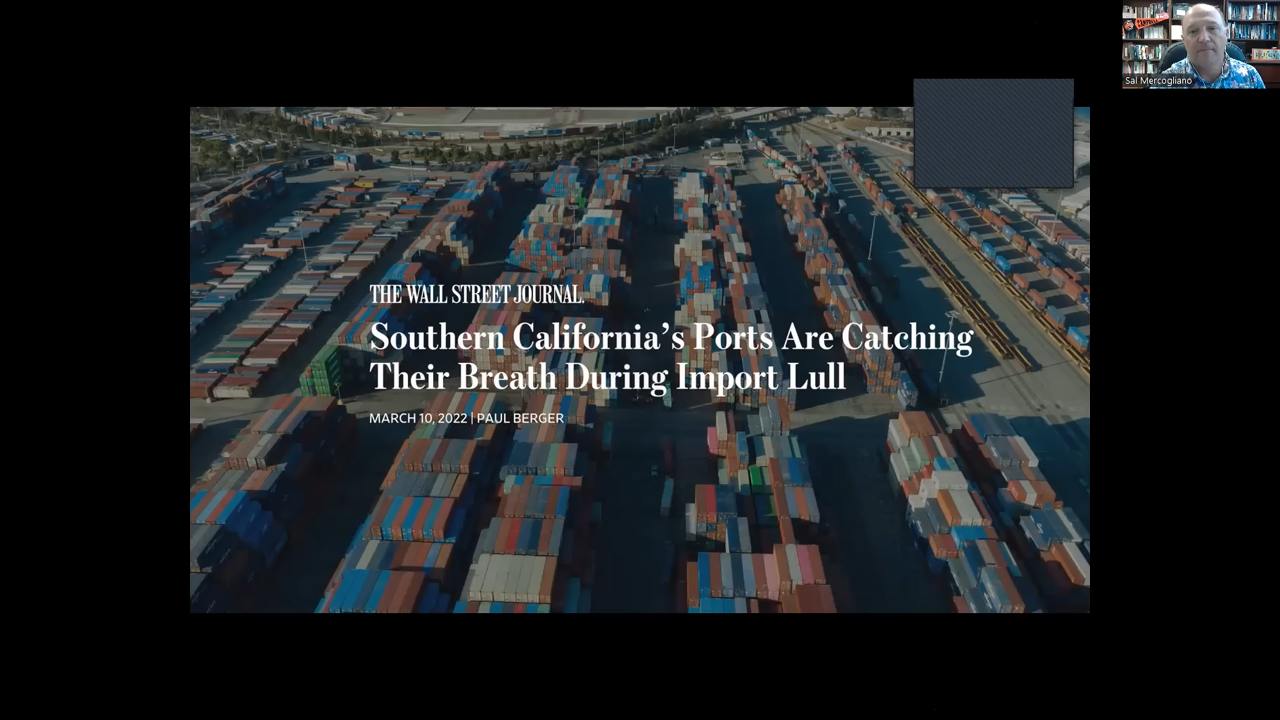 Sal Mercogliano
THE WALL STREET JOURNAL.
Southern California’s Ports Are Catching
Their Breath During Import Lull
MARCH 10, 2022 | PAUL BERGER